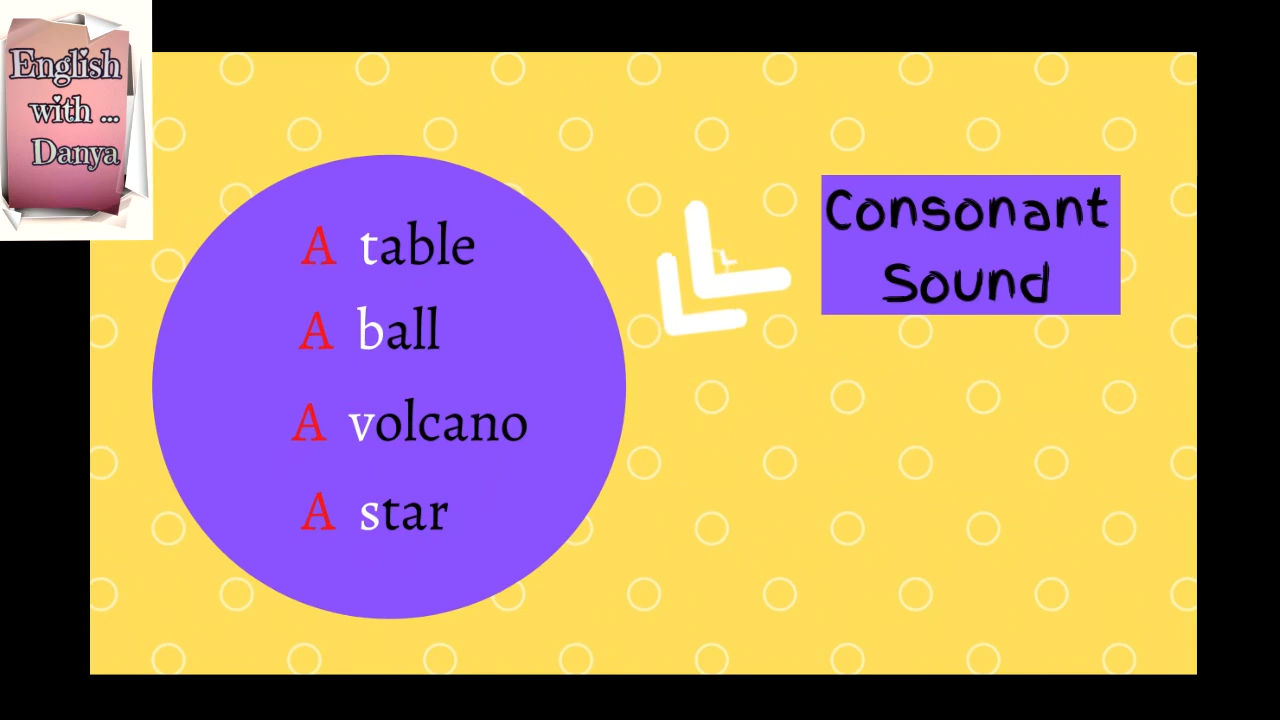 English
with ...
Danya
Consonant
Sound
A table
A ball
A volcano
A star